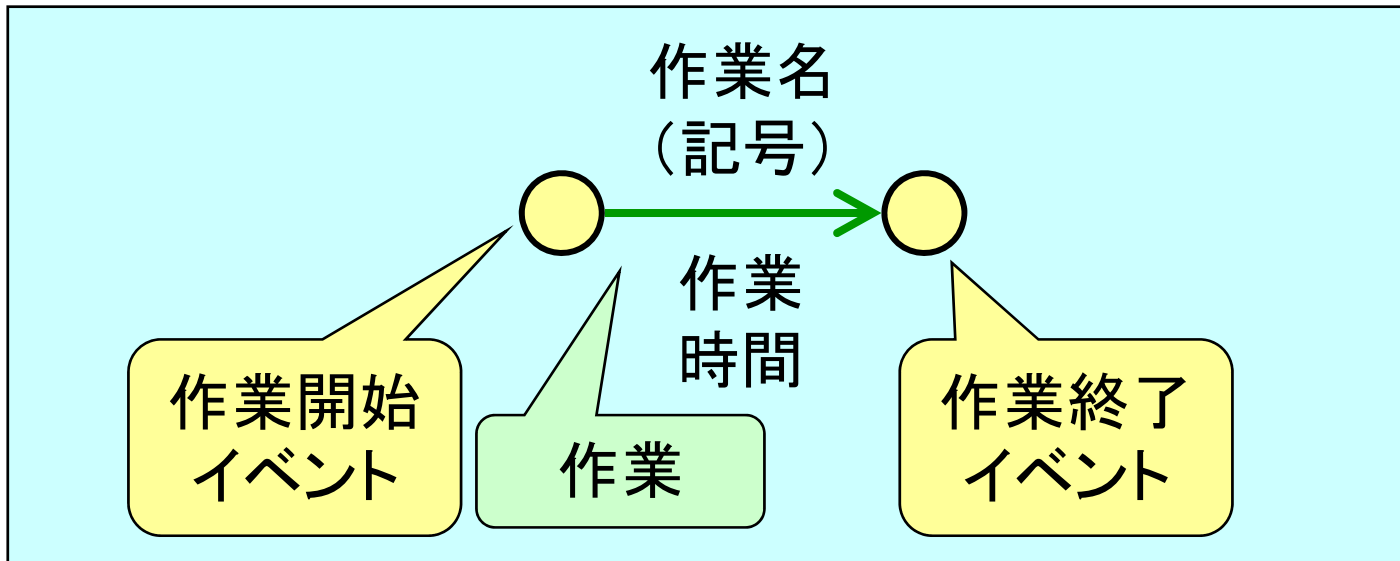 作業名
（記号）
作業
時間
作業開始
イベント
作業
作業終了
イベント